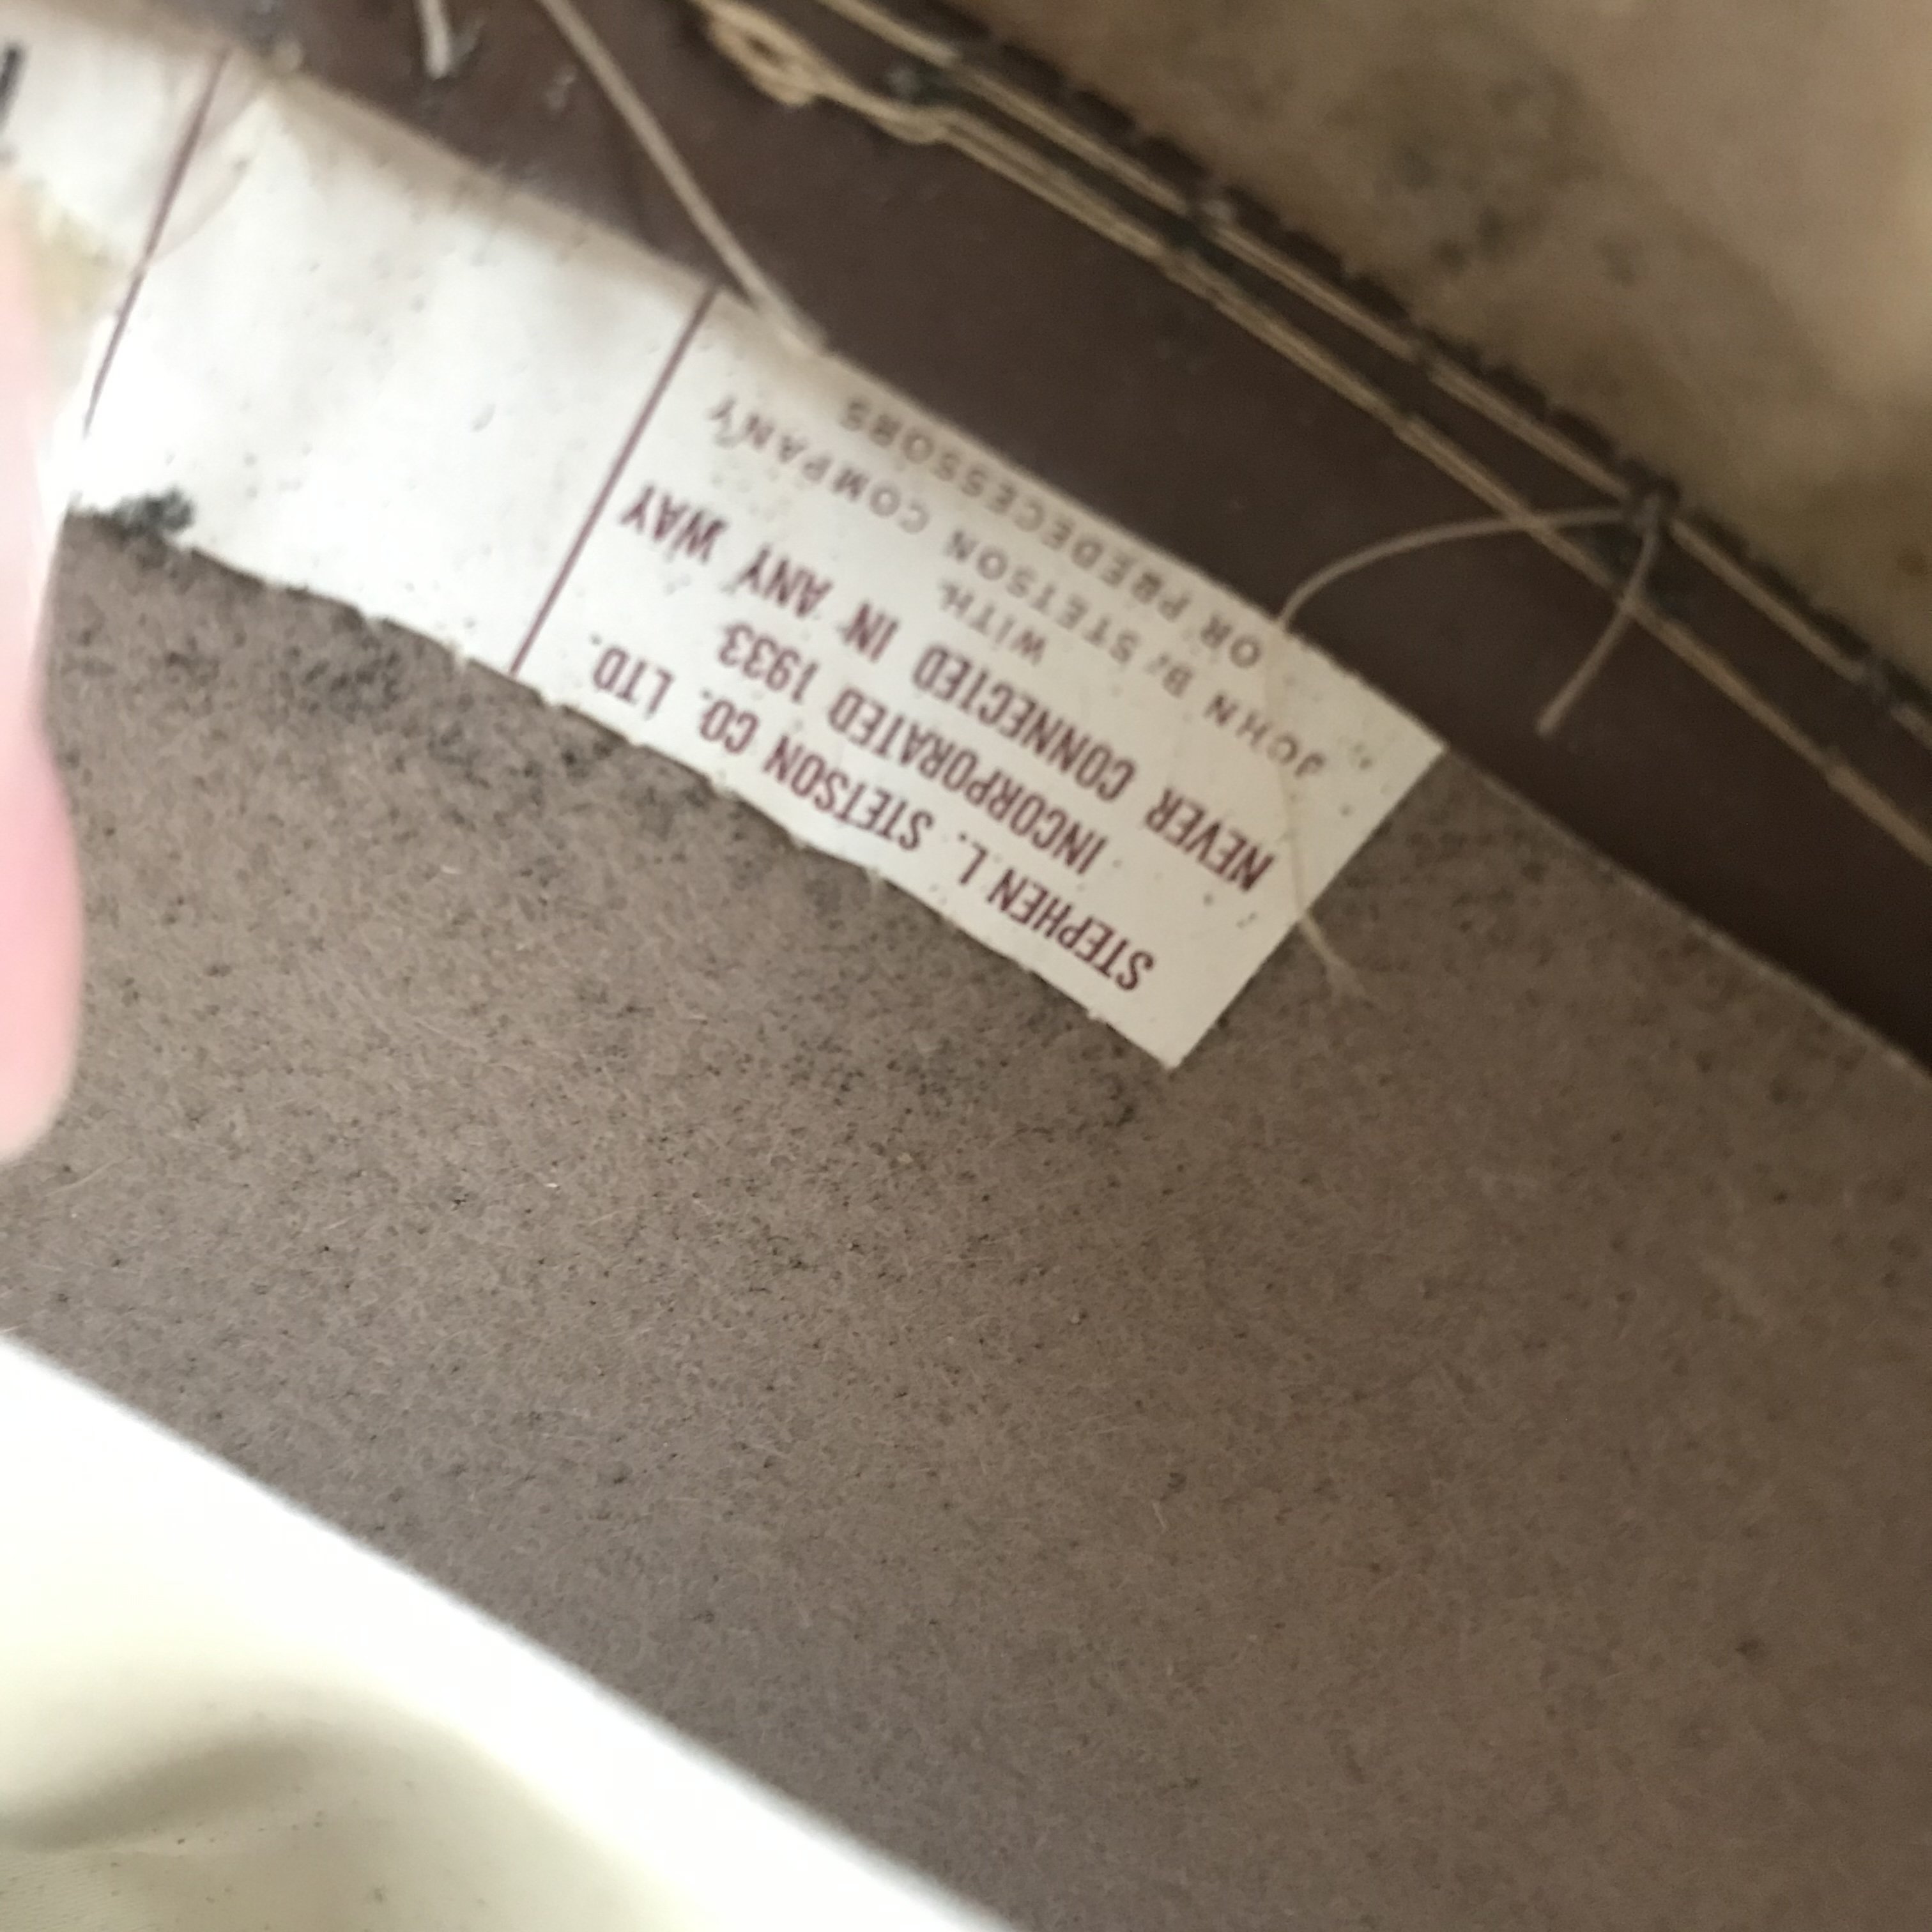 STEPHEN L. STETSON CO. LTD.
INCORPORATED 1933
NEVER CONNECTED IN ANY WAY
WITH
JOHN B. STETSON COMPANY
OR PREDECESSORS